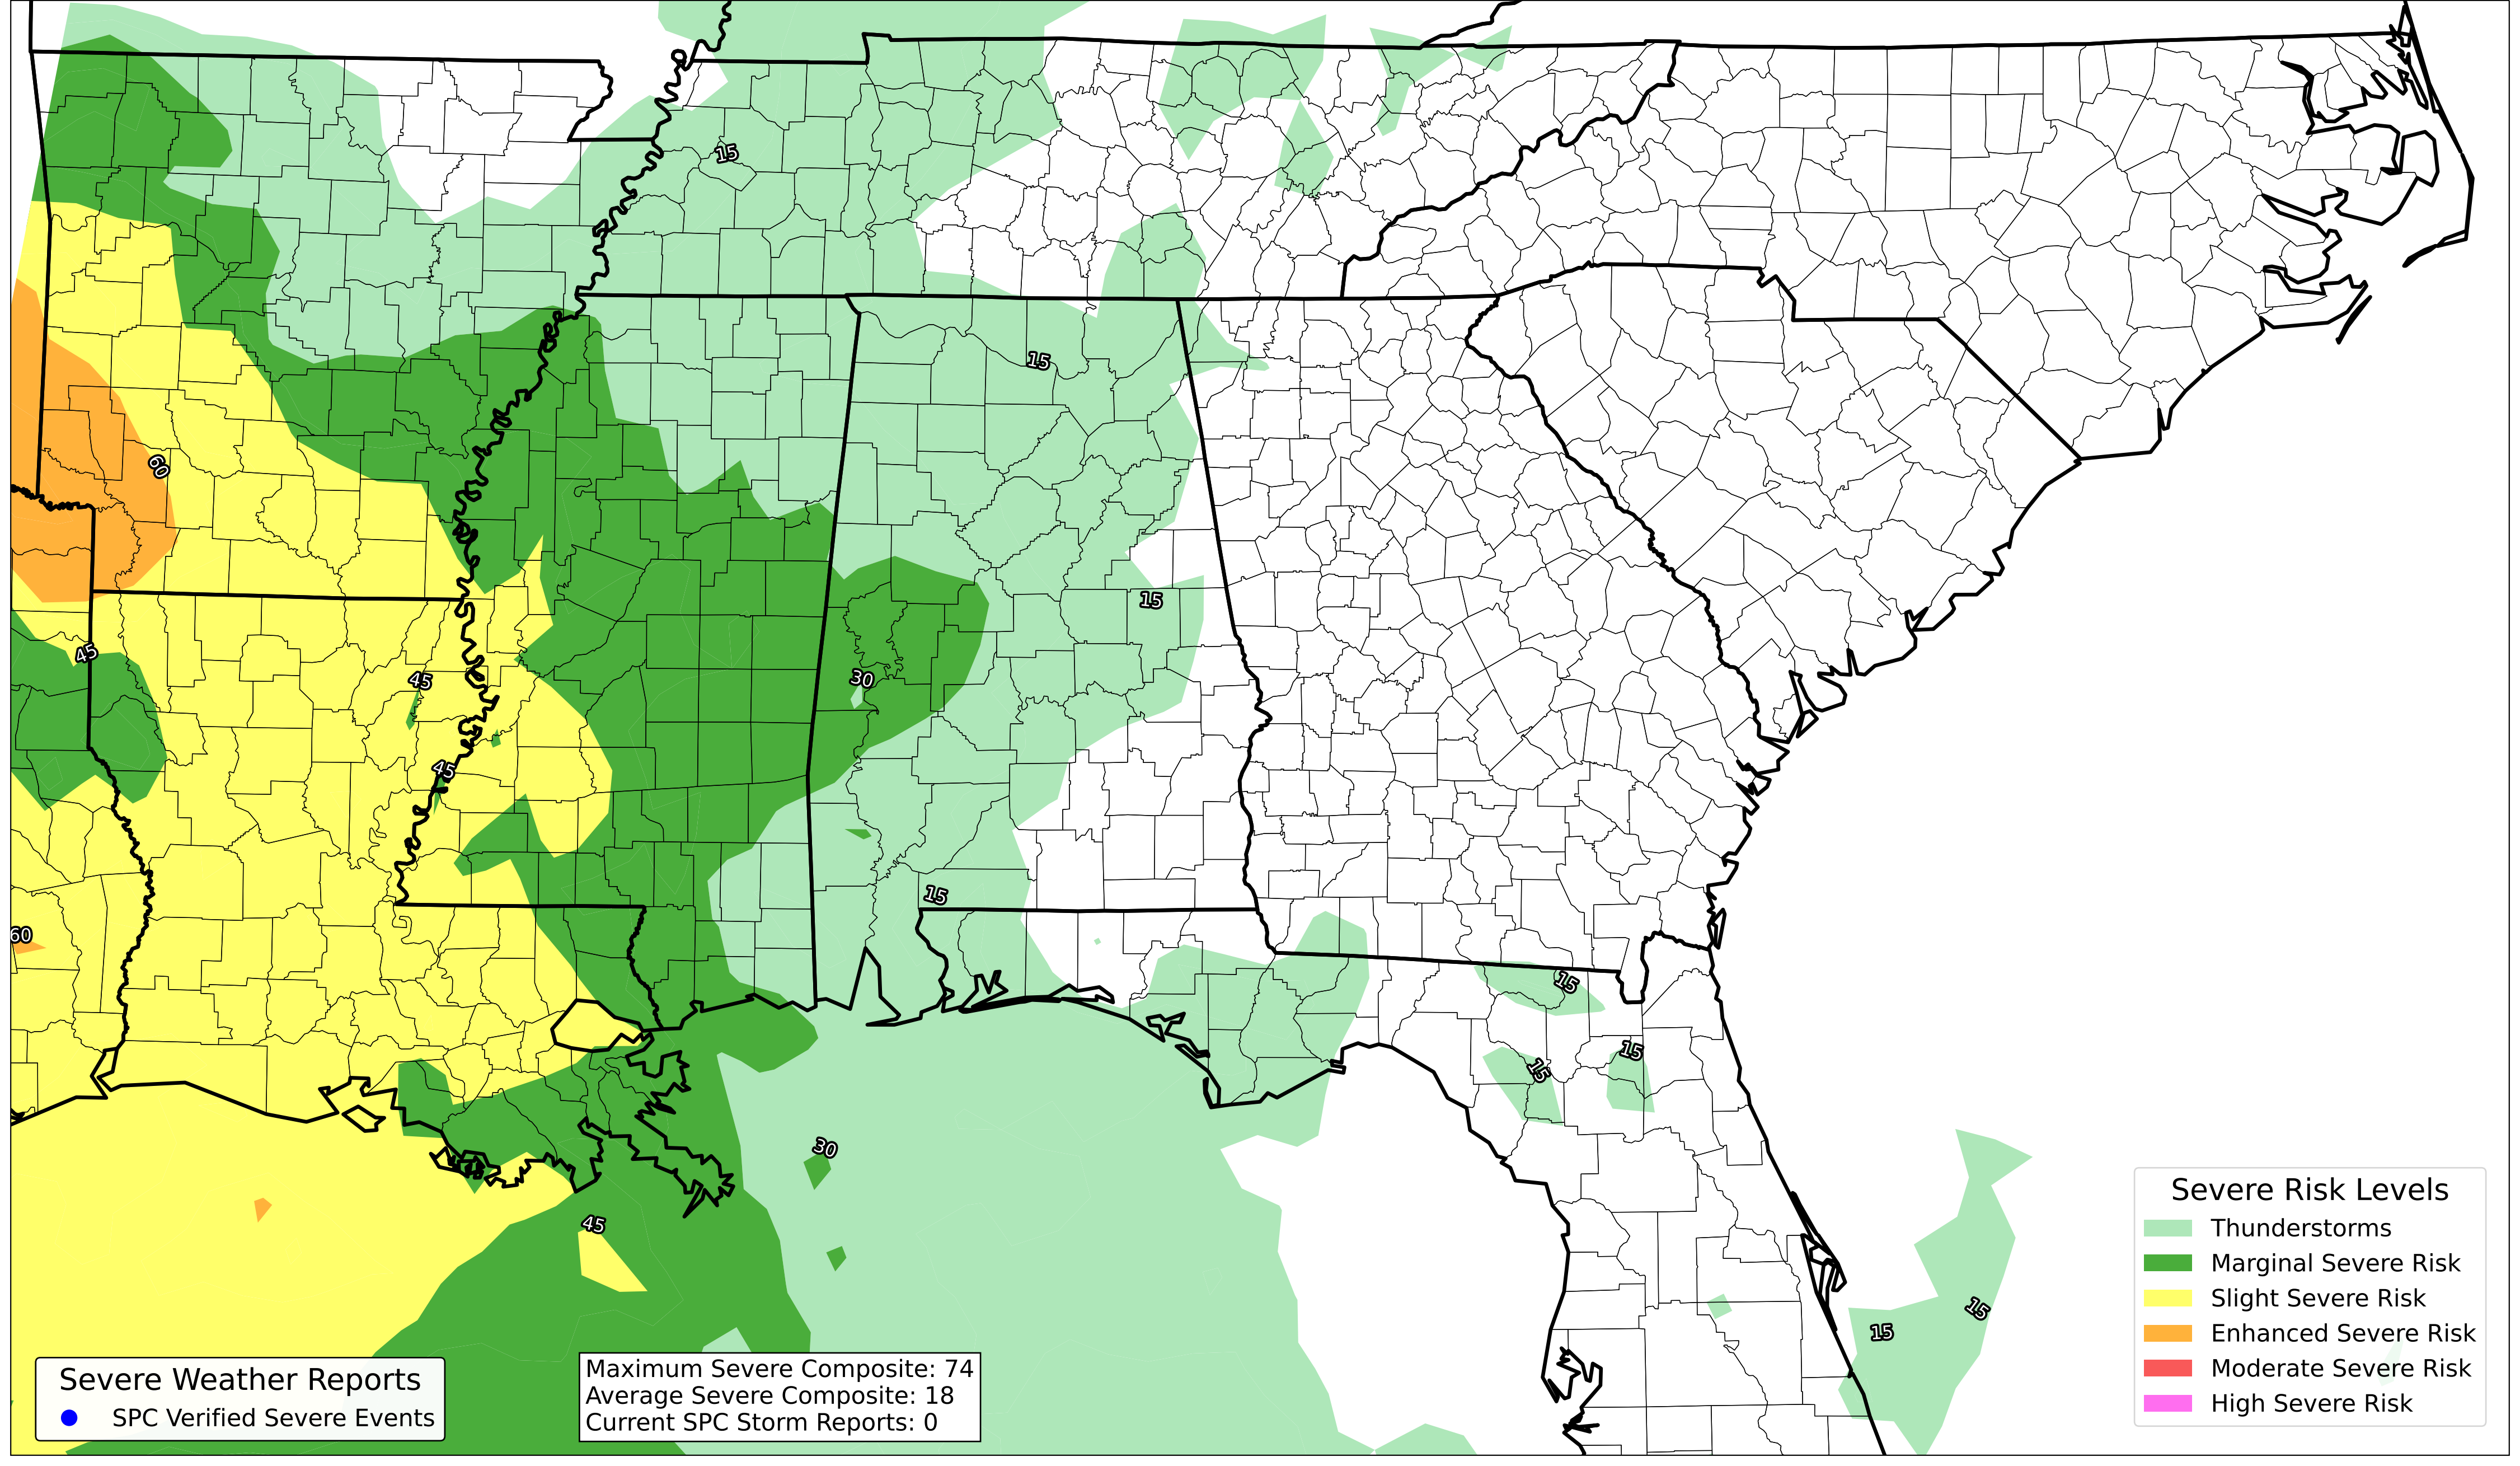 15
15
60
15
45
45
30
45
15
60
15
15
15
30
45
15
15
Severe Risk Levels
Thunderstorms
Marginal Severe Risk
Slight Severe Risk
Enhanced Severe Risk
Moderate Severe Risk
High Severe Risk
Severe Weather Reports
SPC Verified Severe Events
Maximum Severe Composite: 74
Average Severe Composite: 18
Current SPC Storm Reports: 0